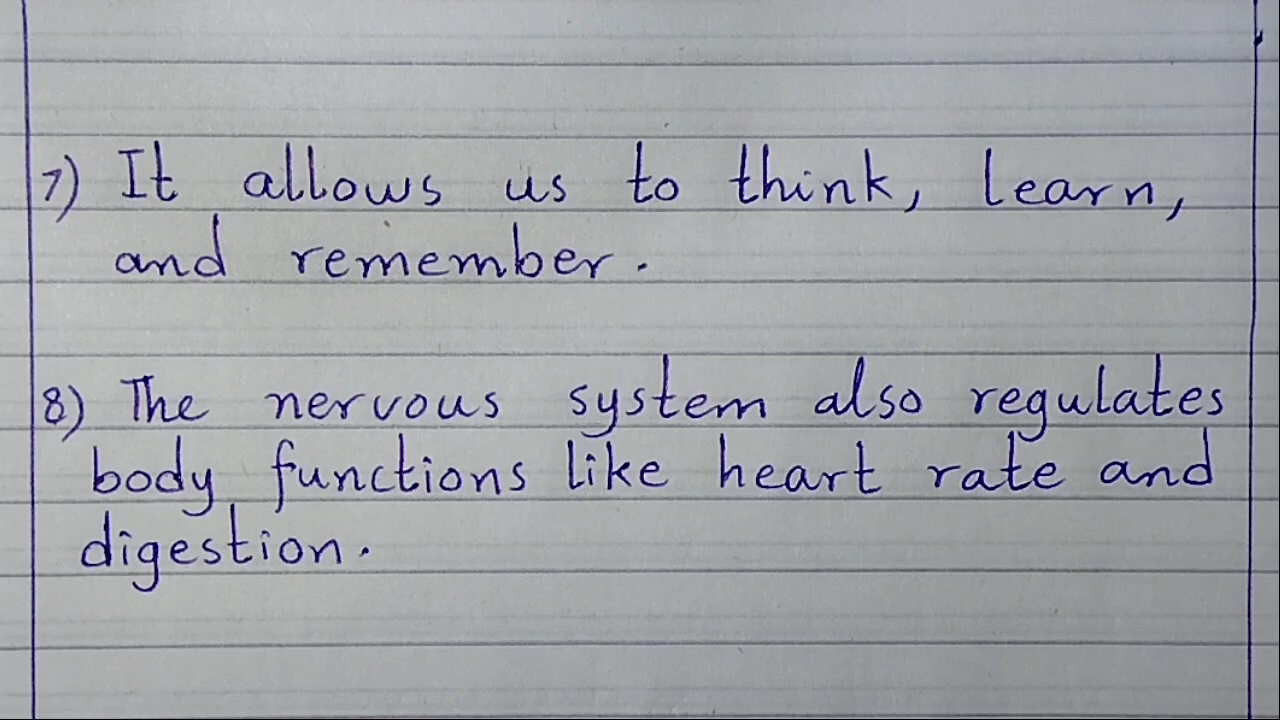 7) It allows us to think, learn,
and remember.
8) The nervous system also regulates
body functions like heart rate and
digestion.